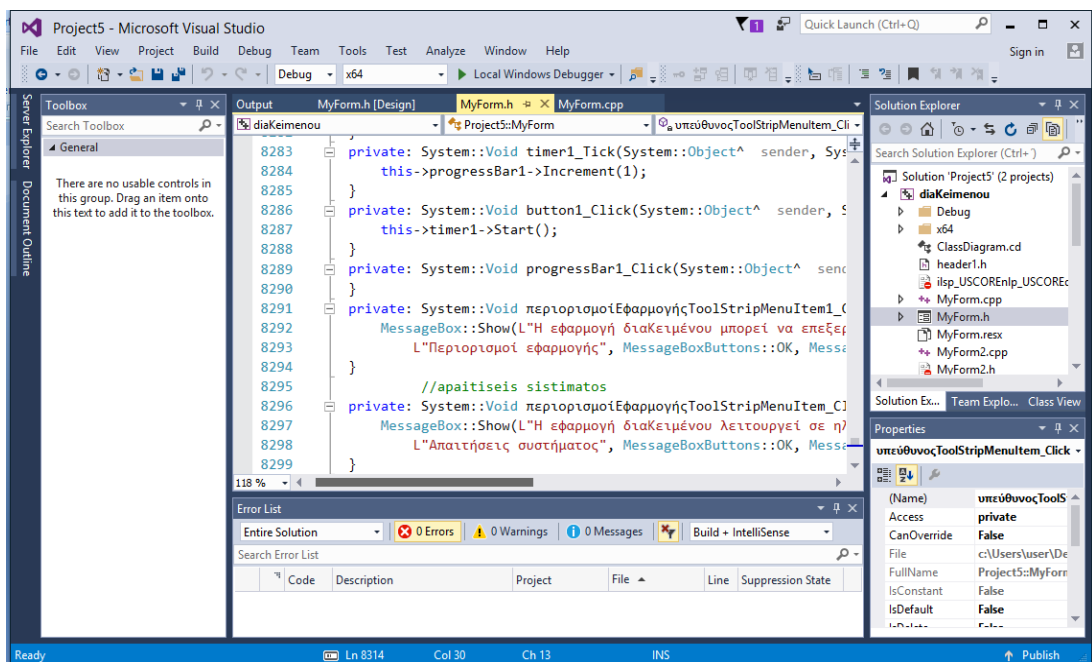 Project5 - Microsoft Visual Studio
1
Quick Launch (Ctrl+Q)
File Edit View Project Build Debug Team Tools Test Analyze Window Help
Sign in
Debug x64 Local Windows Debugger
Server Explorer
Document Outline
Toolbox
Search Toolbox
General
There are no usable controls in
this group. Drag an item onto
this text to add it to the toolbox.
Output MyForm.h [Design] MyForm.h MyForm.cpp
diaKeimenou Project5::MyForm υπεύθυνοςToolStripMenuItem_Cli
8283 private: System::Void timer1_Tick(System::Object^ sender, Sys
8284 this->progressBar1->Increment(1);
8285 }
8286 private: System::Void button1_Click(System::Object^ sender, S
8287 this->timer1->Start();
8288 }
8289 private: System::Void progressBar1_Click(System::Object^ send
8290 }
8291 private: System::Void περιορισμοίΕφαρμογήςToolStripMenuItem1_C
8292 MessageBox::Show(L"Η εφαρμογή διαΚειμένου μπορεί να επεξερ
8293 L"Περιορισμοί εφαρμογής", MessageBoxButtons::OK, Messa
8294 }
8295 //apaitiseis sistimatos
8296 private: System::Void περιορισμοίΕφαρμογήςToolStripMenuItem_Cl
8297 MessageBox::Show(L"Η εφαρμογή διαΚειμένου λειτουργεί σε ηλ
8298 L"Απαιτήσεις συστήματος", MessageBoxButtons::OK, Messa
8299 }
118 %
Error List
Entire Solution 0 Errors 0 Warnings 0 Messages Build + IntelliSense
Search Error List
Code Description Project File Line Suppression State
Solution Explorer
Search Solution Explorer (Ctrl+´)
Solution 'Project5' (2 projects)
diaKeimenou
Debug
x64
ClassDiagram.cd
header1.h
ilsp_USCOREnlp_USCOREc
MyForm.cpp
MyForm.h
MyForm.resx
MyForm2.cpp
MyForm2.h
Solution Ex... Team Explo... Class View
Properties
υπεύθυνοςToolStripMenuItem_Click
(Name) υπεύθυνοςToolS
Access private
CanOverride False
File c:\Users\user\De
FullName Project5::MyForm
IsConstant False
IsDefault False
Ready Ln 8314 Col 30 Ch 13 INS Publish